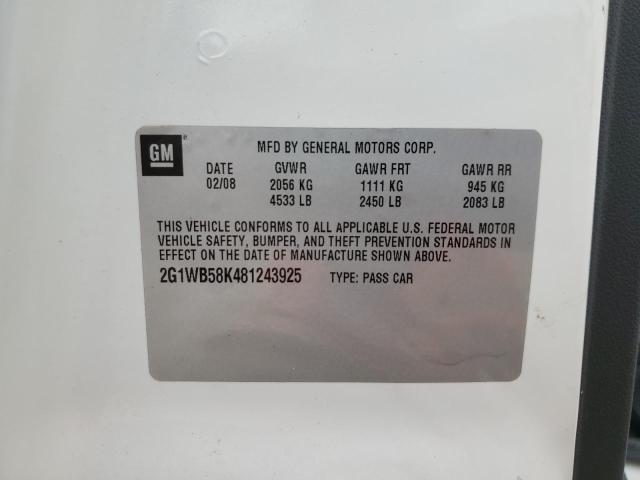 GM
MFD BY GENERAL MOTORS CORP.
DATE GVWR GAWR FRT GAWR RR
02/08 2056 KG 1111 KG 945 KG
4533 LB 2450 LB 2083 LB
THIS VEHICLE CONFORMS TO ALL APPLICABLE U.S. FEDERAL MOTOR
VEHICLE SAFETY, BUMPER, AND THEFT PREVENTION STANDARDS IN
EFFECT ON THE DATE OF MANUFACTURE SHOWN ABOVE.
2G1WB58K481243925 TYPE: PASS CAR